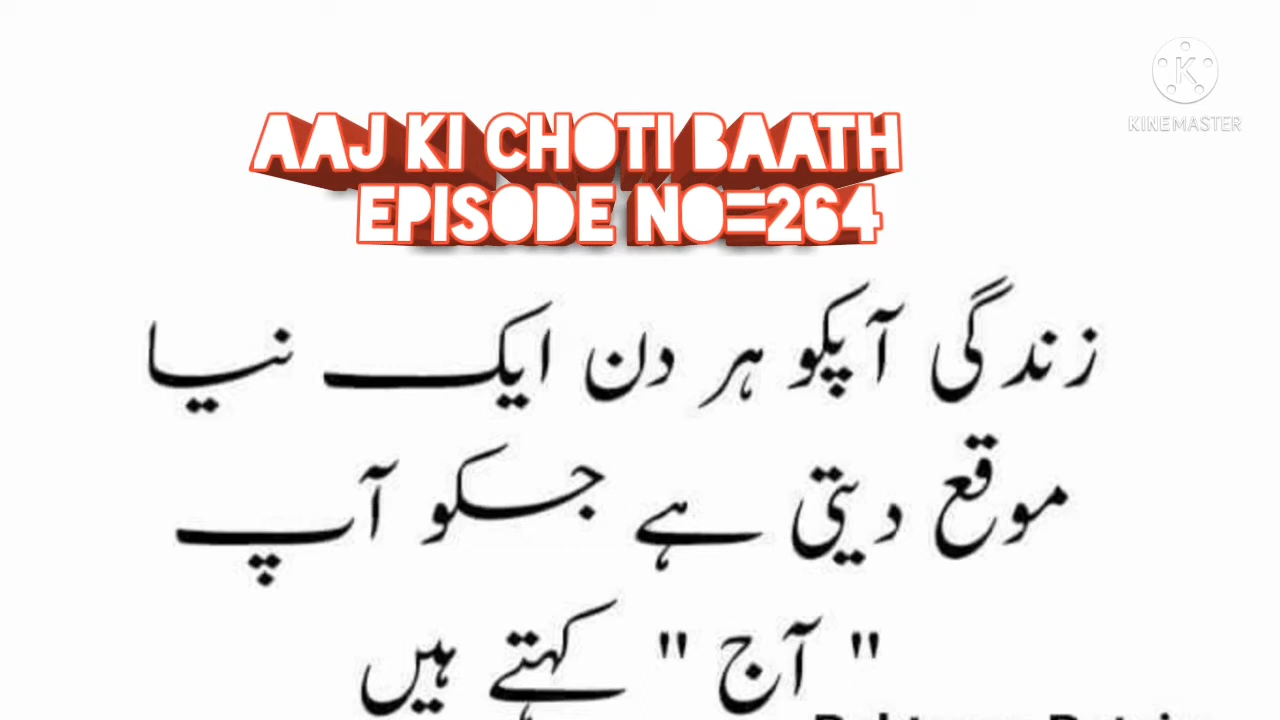 KINEMASTER
AAJ KI CHOTI BAATH
EPISODE NO=264
زندگی آپکو ہر دن ایک نیا
موقع دیتی ہے جسکو آپ
" آج " کہتے ہیں